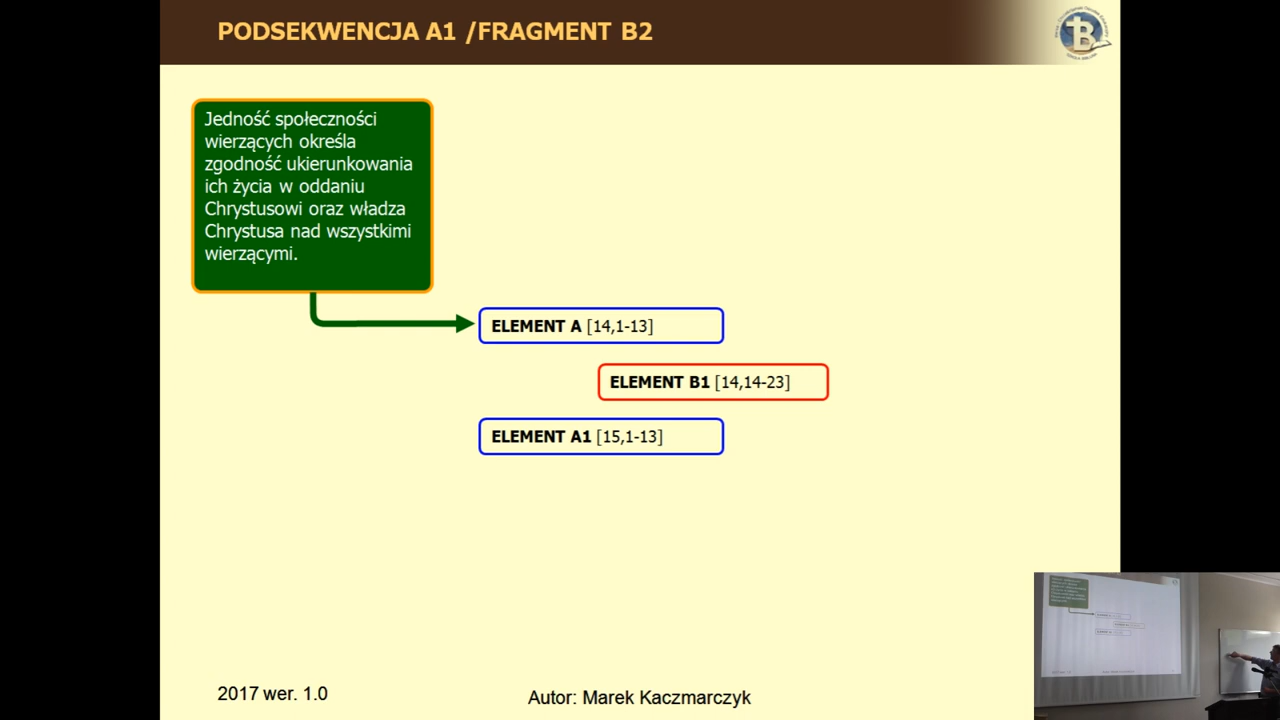 PODSEKWENCJA A1 /FRAGMENT B2
Jedność społeczności
wierzących określa
zgodność ukierunkowania
ich życia w oddaniu
Chrystusowi oraz władza
Chrystusa nad wszystkimi
wierzącymi.
ELEMENT A [14,1-13]
ELEMENT B1 [14,14-23]
ELEMENT A1 [15,1-13]
2017 wer. 1.0
Autor: Marek Kaczmarczyk